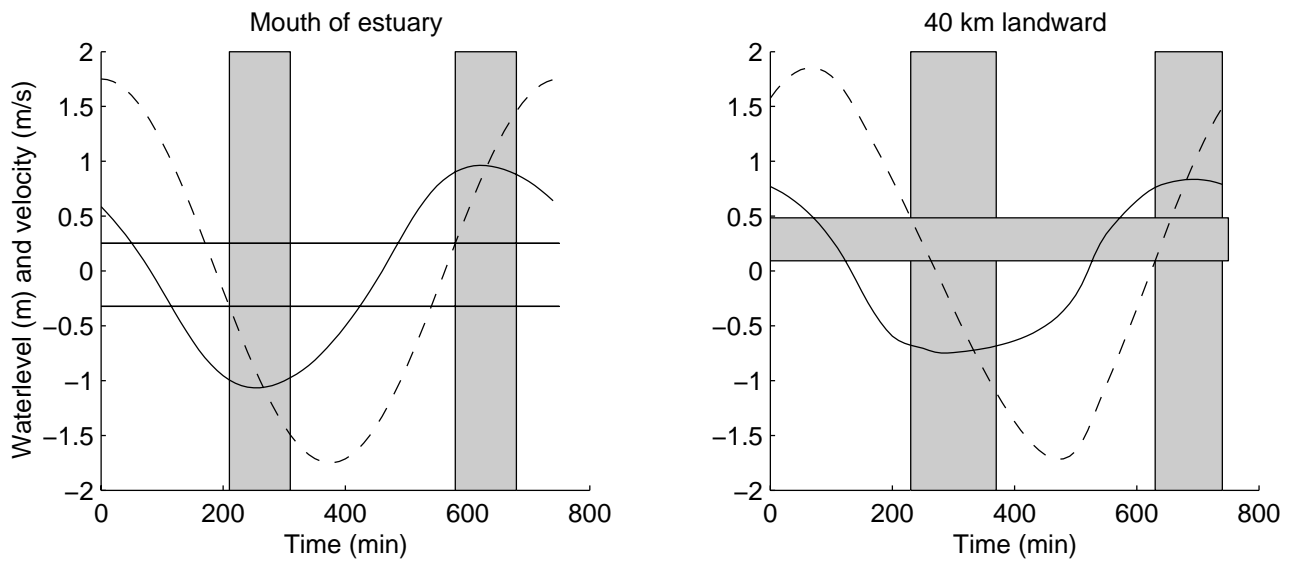 Mouth of estuary
Waterlevel (m) and velocity (m/s)
2
1.5
1
0.5
0
−0.5
−1
−1.5
−2
0 200 400 600 800
Time (min)
40 km landward
2
1.5
1
0.5
0
−0.5
−1
−1.5
−2
0 200 400 600 800
Time (min)